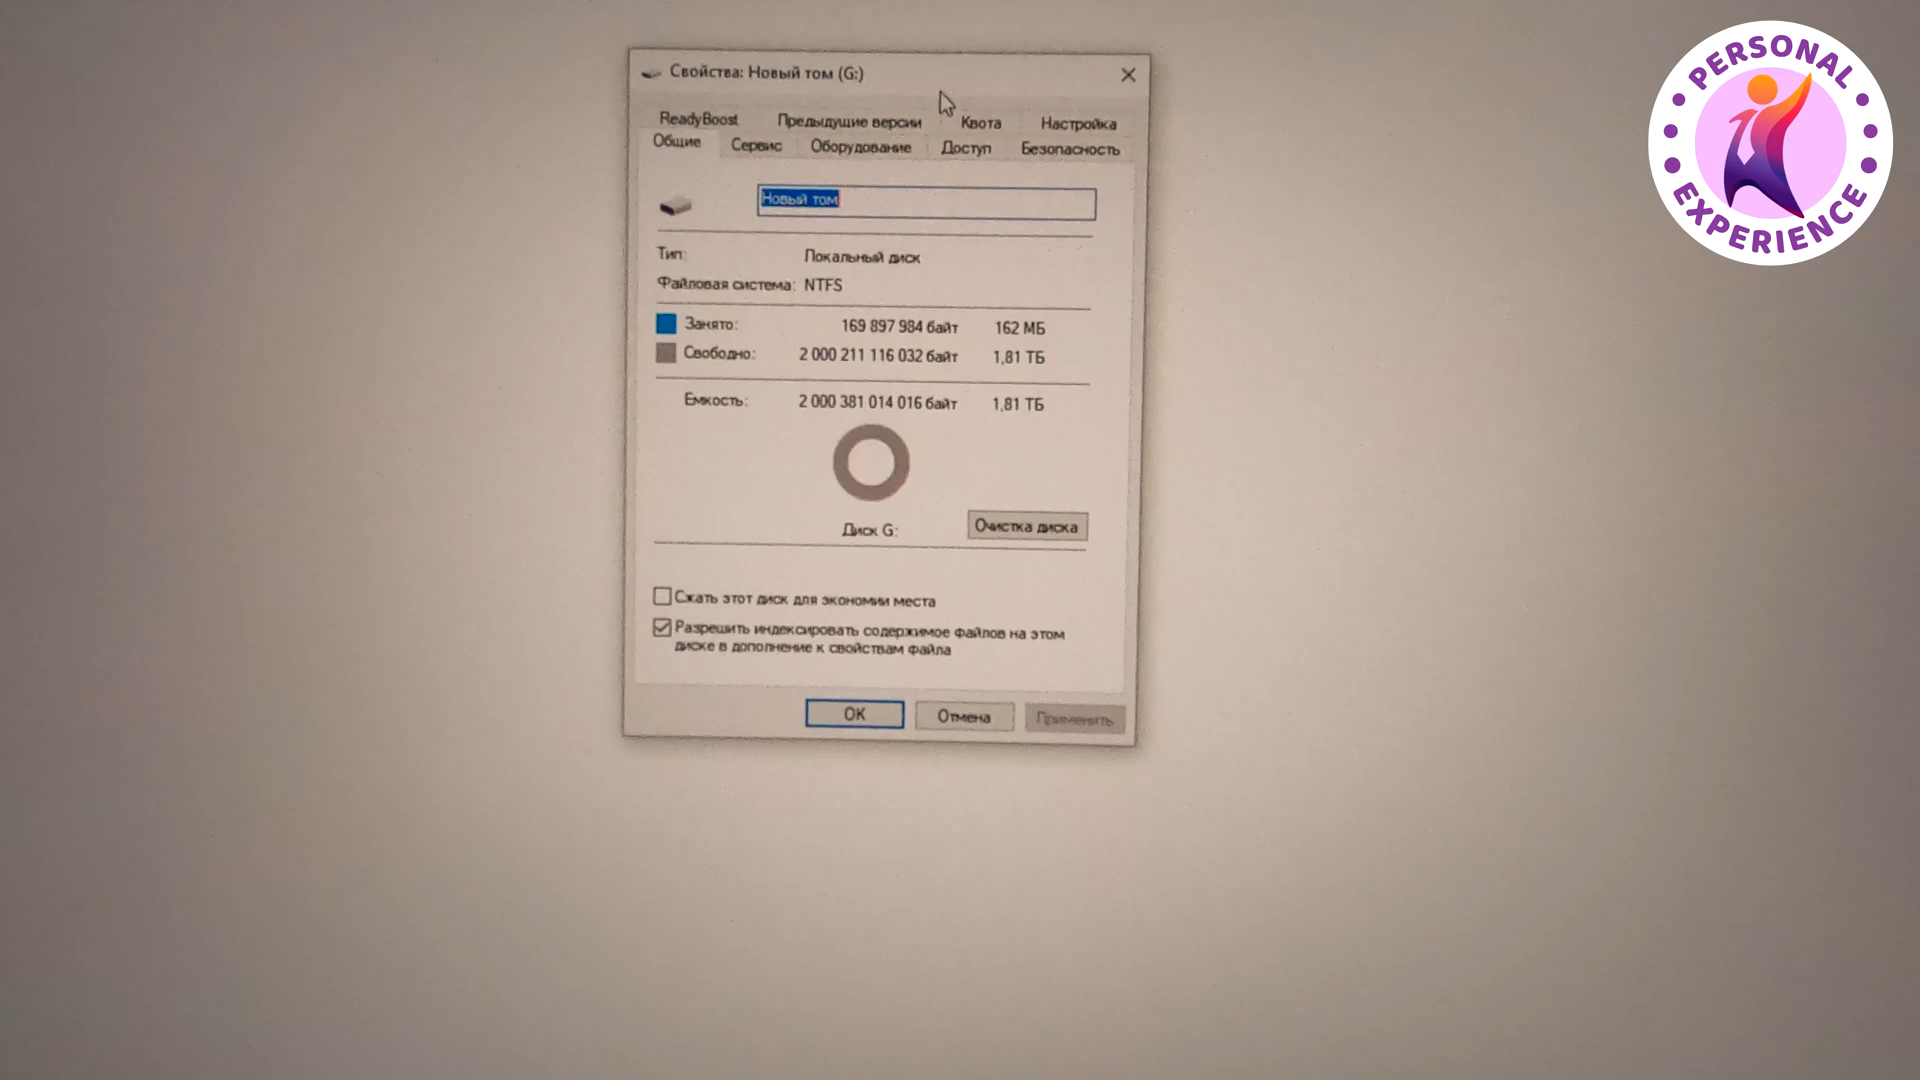 Свойства: Новый том (G:)
ReadyBoost Предыдущие версии Квота Настройка
Общие Сервис Оборудование Доступ Безопасность
Новый том
Тип: Локальный диск
Файловая система: NTFS
Занято: 169 897 984 байт 162 МБ
Свободно: 2 000 211 116 032 байт 1,81 ТБ
Емкость: 2 000 381 014 016 байт 1,81 ТБ
Диск G: Очистка диска
Сжать этот диск для экономии места
Разрешить индексировать содержимое файлов на этом
диске в дополнение к свойствам файла
ОК Отмена Применить
PERSONAL
EXPERIENCE